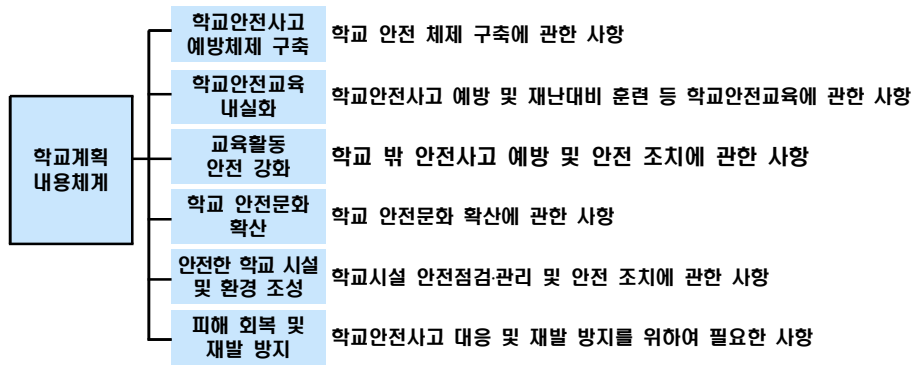 학교계획
내용체계
학교안전사고
예방체제 구축
학교 안전 체제 구축에 관한 사항
학교안전교육
내실화
학교안전사고 예방 및 재난대비 훈련 등 학교안전교육에 관한 사항
교육활동
안전 강화
학교 밖 안전사고 예방 및 안전 조치에 관한 사항
학교 안전문화
확산
학교 안전문화 확산에 관한 사항
안전한 학교 시설
및 환경 조성
학교시설 안전점검·관리 및 안전 조치에 관한 사항
피해 회복 및
재발 방지
학교안전사고 대응 및 재발 방지를 위하여 필요한 사항